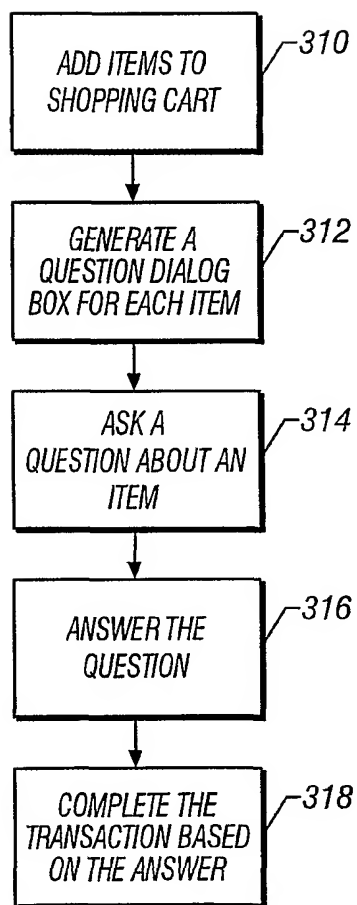 ADD ITEMS TO
SHOPPING CART
310
GENERATE A
QUESTION DIALOG
BOX FOR EACH ITEM
312
ASK A
QUESTION ABOUT AN
ITEM
314
ANSWER THE
QUESTION
316
COMPLETE THE
TRANSACTION BASED
ON THE ANSWER
318